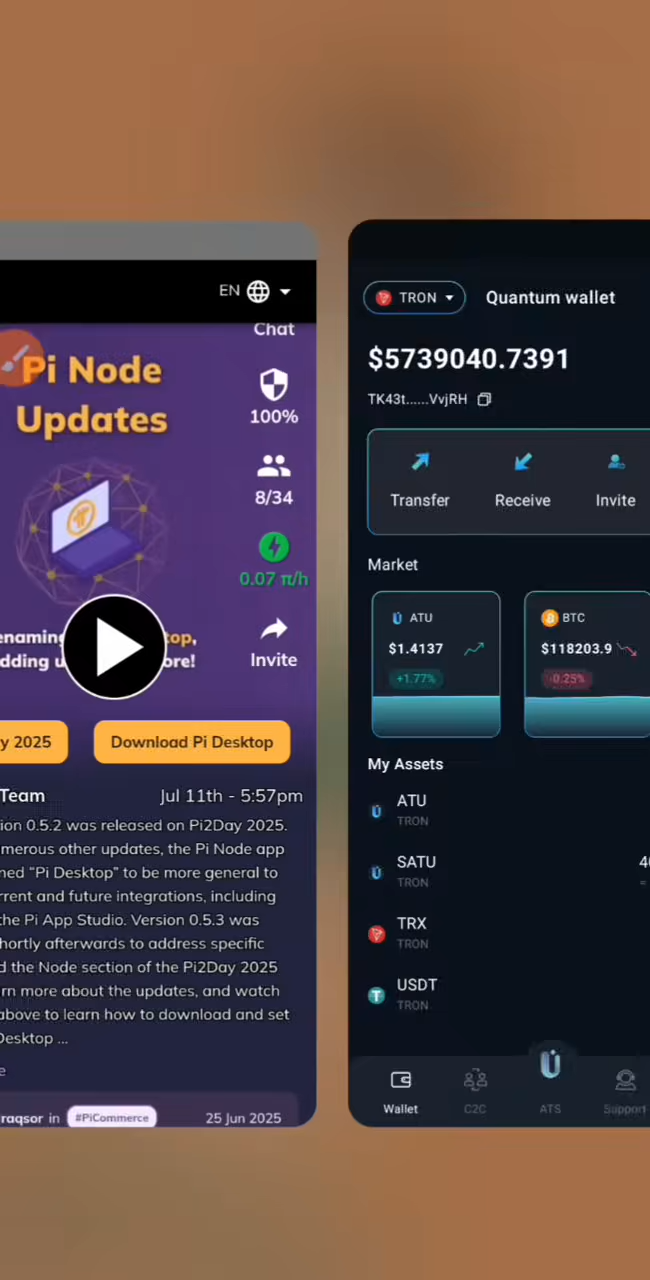 EN
Chat
Pi Node
Updates
100%
8/34
0.07 π/h
Invite
top,
ore!
y 2025
Download Pi Desktop
Team
Jul 11th - 5:57pm
ion 0.5.2 was released on Pi2Day 2025.
merous other updates, the Pi Node app
med "Pi Desktop" to be more general to
rrent and future integrations, including
the Pi App Studio. Version 0.5.3 was
hortly afterwards to address specific
d the Node section of the Pi2Day 2025
rn more about the updates, and watch
above to learn how to download and set
Desktop ...
e
raqsor in #PiCommerce 25 Jun 2025
TRON
Quantum wallet
$5739040.7391
TK43t......VvjRH
Transfer
Receive
Invite
Market
ATU
$1.4137
+1.77%
BTC
$118203.9
-0.25%
My Assets
ATU
TRON
SATU
TRON
TRX
TRON
USDT
TRON
Wallet
C2C
ATS
Support